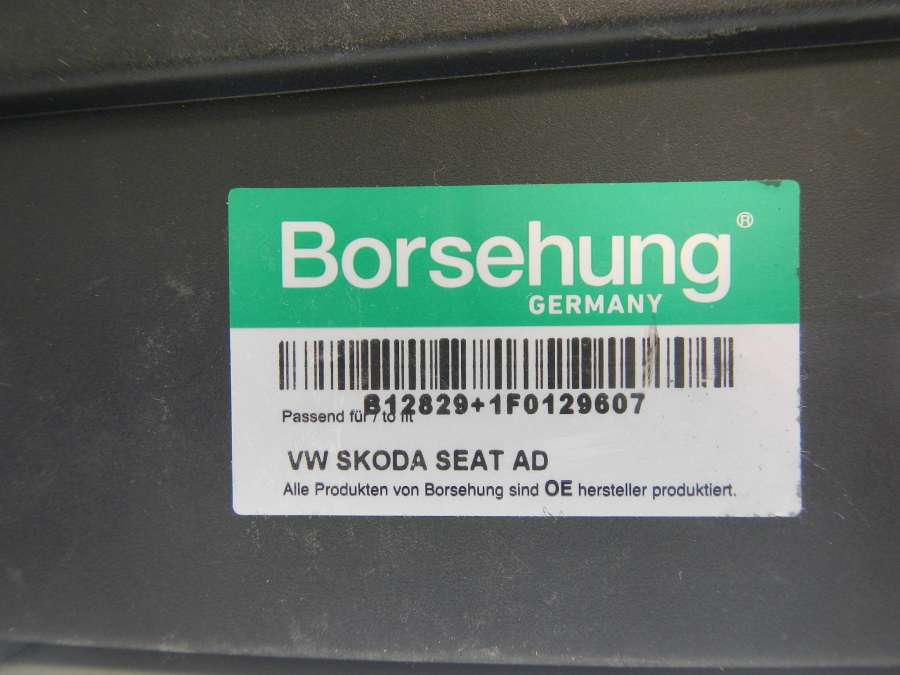 Borsehung®
GERMANY
B12829+1F0129607
Passend für / to fit
VW SKODA SEAT AD
Alle Produkten von Borsehung sind OE hersteller produktiert.